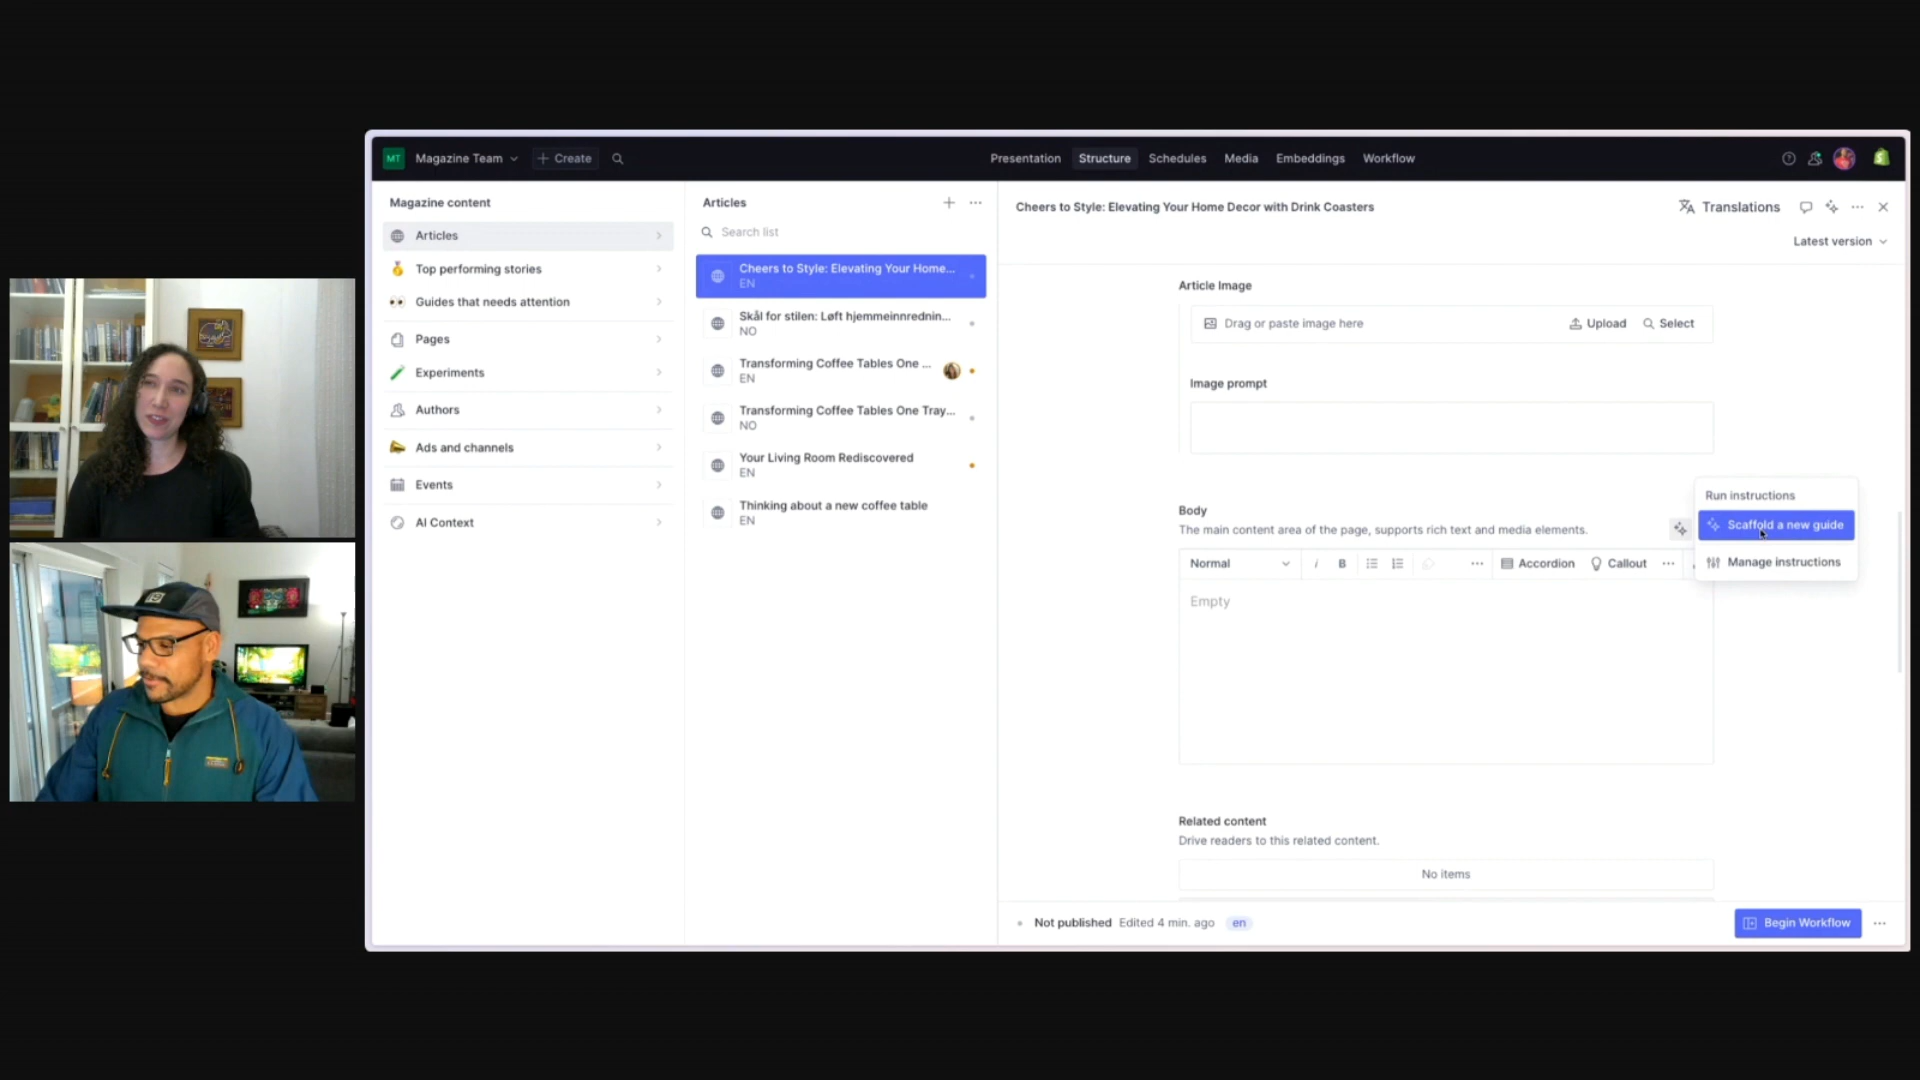 MT Magazine Team + Create Presentation Structure Schedules Media Embeddings Workflow
Magazine content
Articles
Top performing stories
Guides that needs attention
Pages
Experiments
Authors
Ads and channels
Events
AI Context
Articles
Search list
Cheers to Style: Elevating Your Home...
EN
Skål for stilen: Løft hjemmeinnrednin...
NO
Transforming Coffee Tables One ...
EN
Transforming Coffee Tables One Tray...
NO
Your Living Room Rediscovered
EN
Thinking about a new coffee table
EN
Cheers to Style: Elevating Your Home Decor with Drink Coasters
Translations
Latest version
Article Image
Drag or paste image here Upload Select
Image prompt
Body
The main content area of the page, supports rich text and media elements.
Run instructions
Scaffold a new guide
Manage instructions
Normal i B Accordion Callout
Empty
Related content
Drive readers to this related content.
No items
Not published Edited 4 min. ago en Begin Workflow